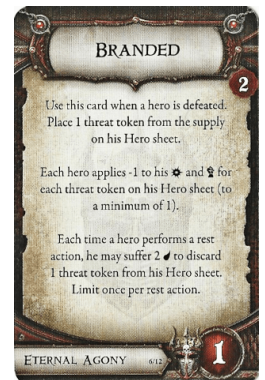 BRANDED
2
Use this card when a hero is defeated.
Place 1 threat token from the supply
on his Hero sheet.
Each hero applies -1 to his and for
each threat token on his Hero sheet (to
a minimum of 1).
Each time a hero performs a rest
action, he may suffer 2 to discard
1 threat token from his Hero sheet.
Limit once per rest action.
ETERNAL AGONY 6/12
1